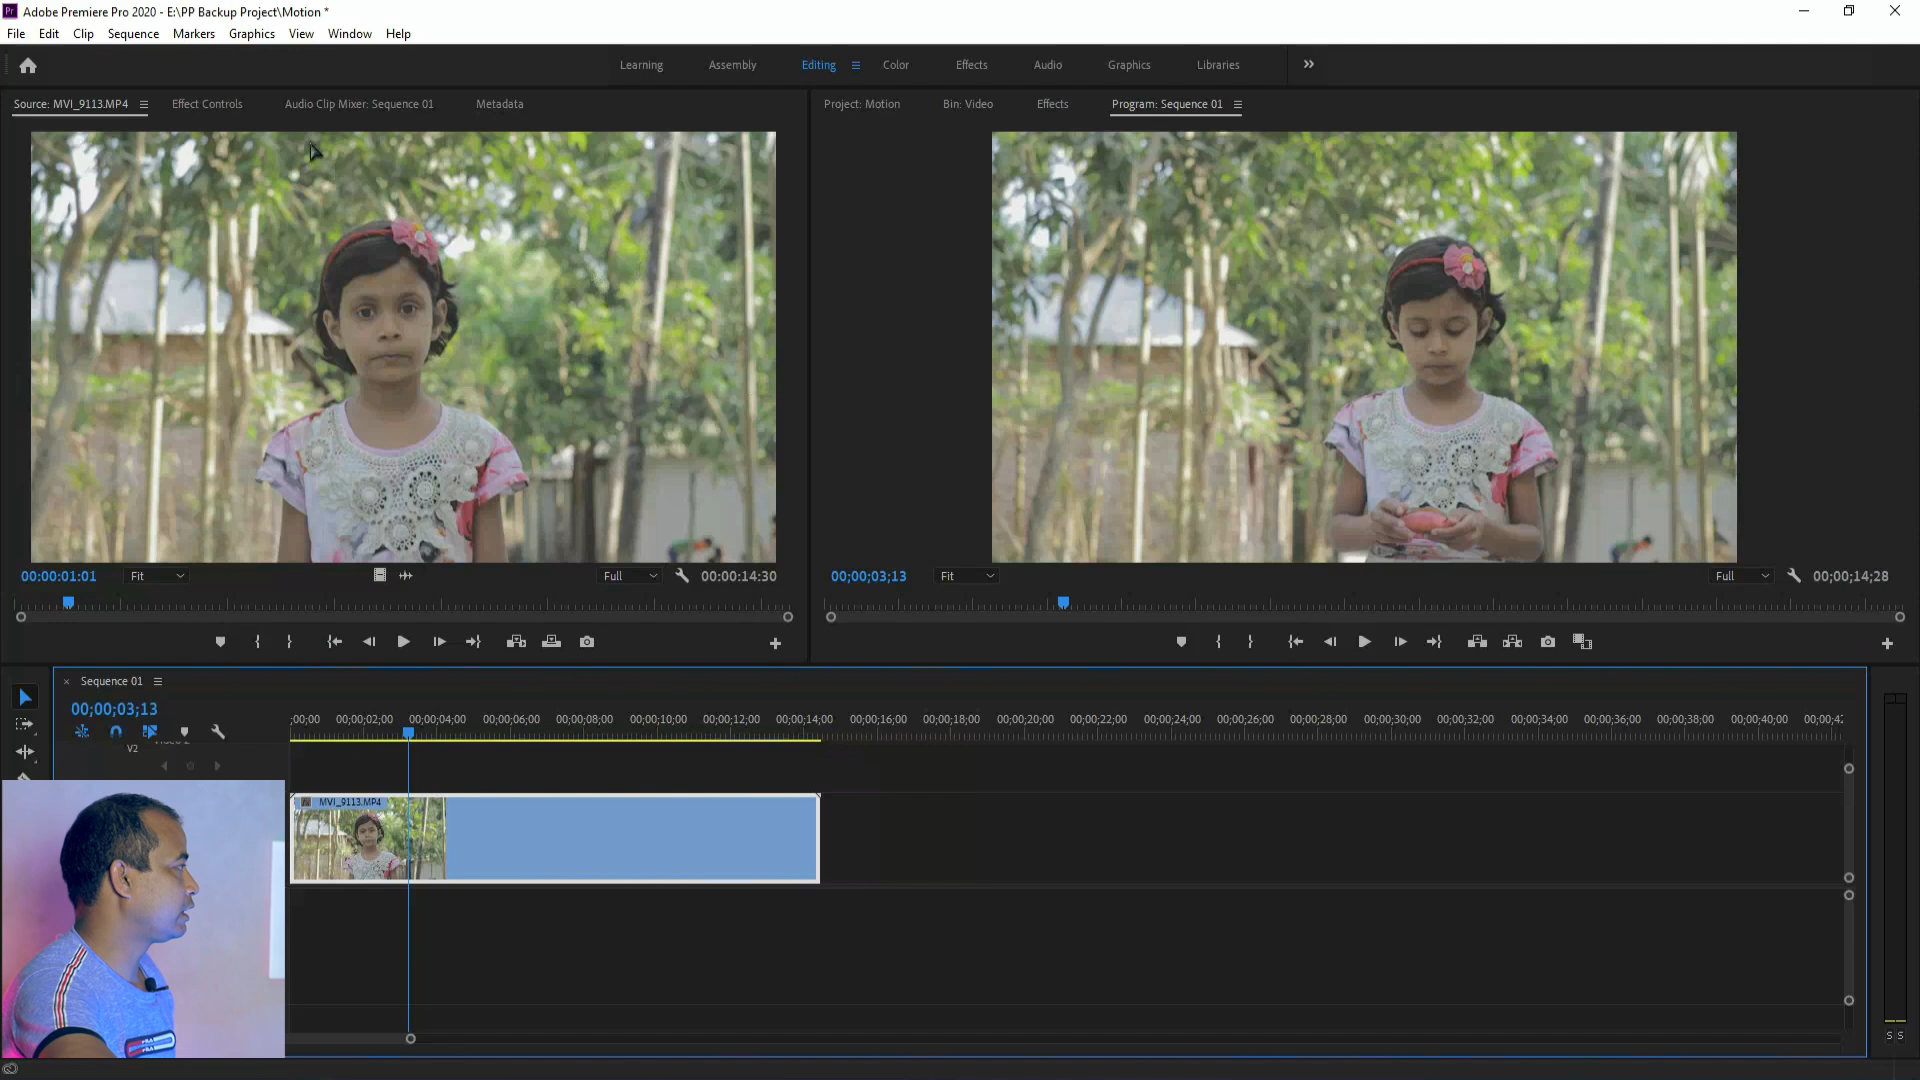 Pr Adobe Premiere Pro 2020 - E:\PP Backup Project\Motion *
File Edit Clip Sequence Markers Graphics View Window Help
Learning Assembly Editing Color Effects Audio Graphics Libraries
Source: MVI_9113.MP4 Effect Controls Audio Clip Mixer: Sequence 01 Metadata
Project: Motion Bin: Video Effects Program: Sequence 01
00:00:01:01 Fit Full 00:00:14:30
00;00;03;13 Fit Full 00;00;14;28
× Sequence 01
00;00;03;13
;00;00 00;00;02;00 00;00;04;00 00;00;06;00 00;00;08;00 00;00;10;00 00;00;12;00 00;00;14;00 00;00;16;00 00;00;18;00 00;00;20;00 00;00;22;00 00;00;24;00 00;00;26;00 00;00;28;00 00;00;30;00 00;00;32;00 00;00;34;00 00;00;36;00 00;00;38;00 00;00;40;00 00;00;42
V2
fx MVI_9113.MP4
FILA
S S